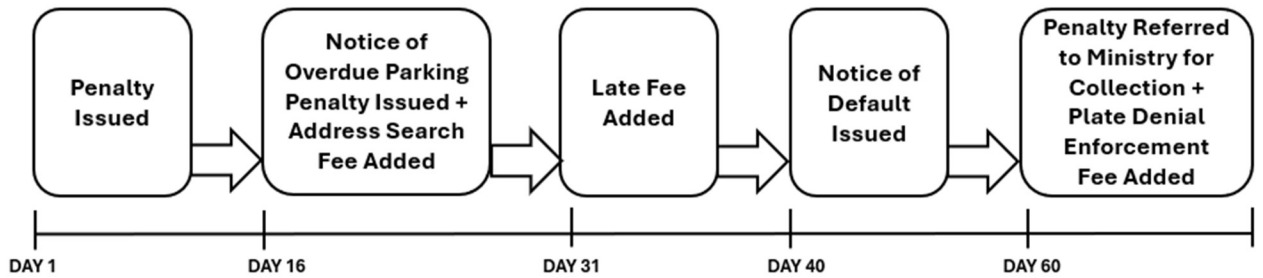 Penalty
Issued
Notice of
Overdue Parking
Penalty Issued +
Address Search
Fee Added
Late Fee
Added
Notice of
Default
Issued
Penalty Referred
to Ministry for
Collection +
Plate Denial
Enforcement
Fee Added
DAY 1
DAY 16
DAY 31
DAY 40
DAY 60